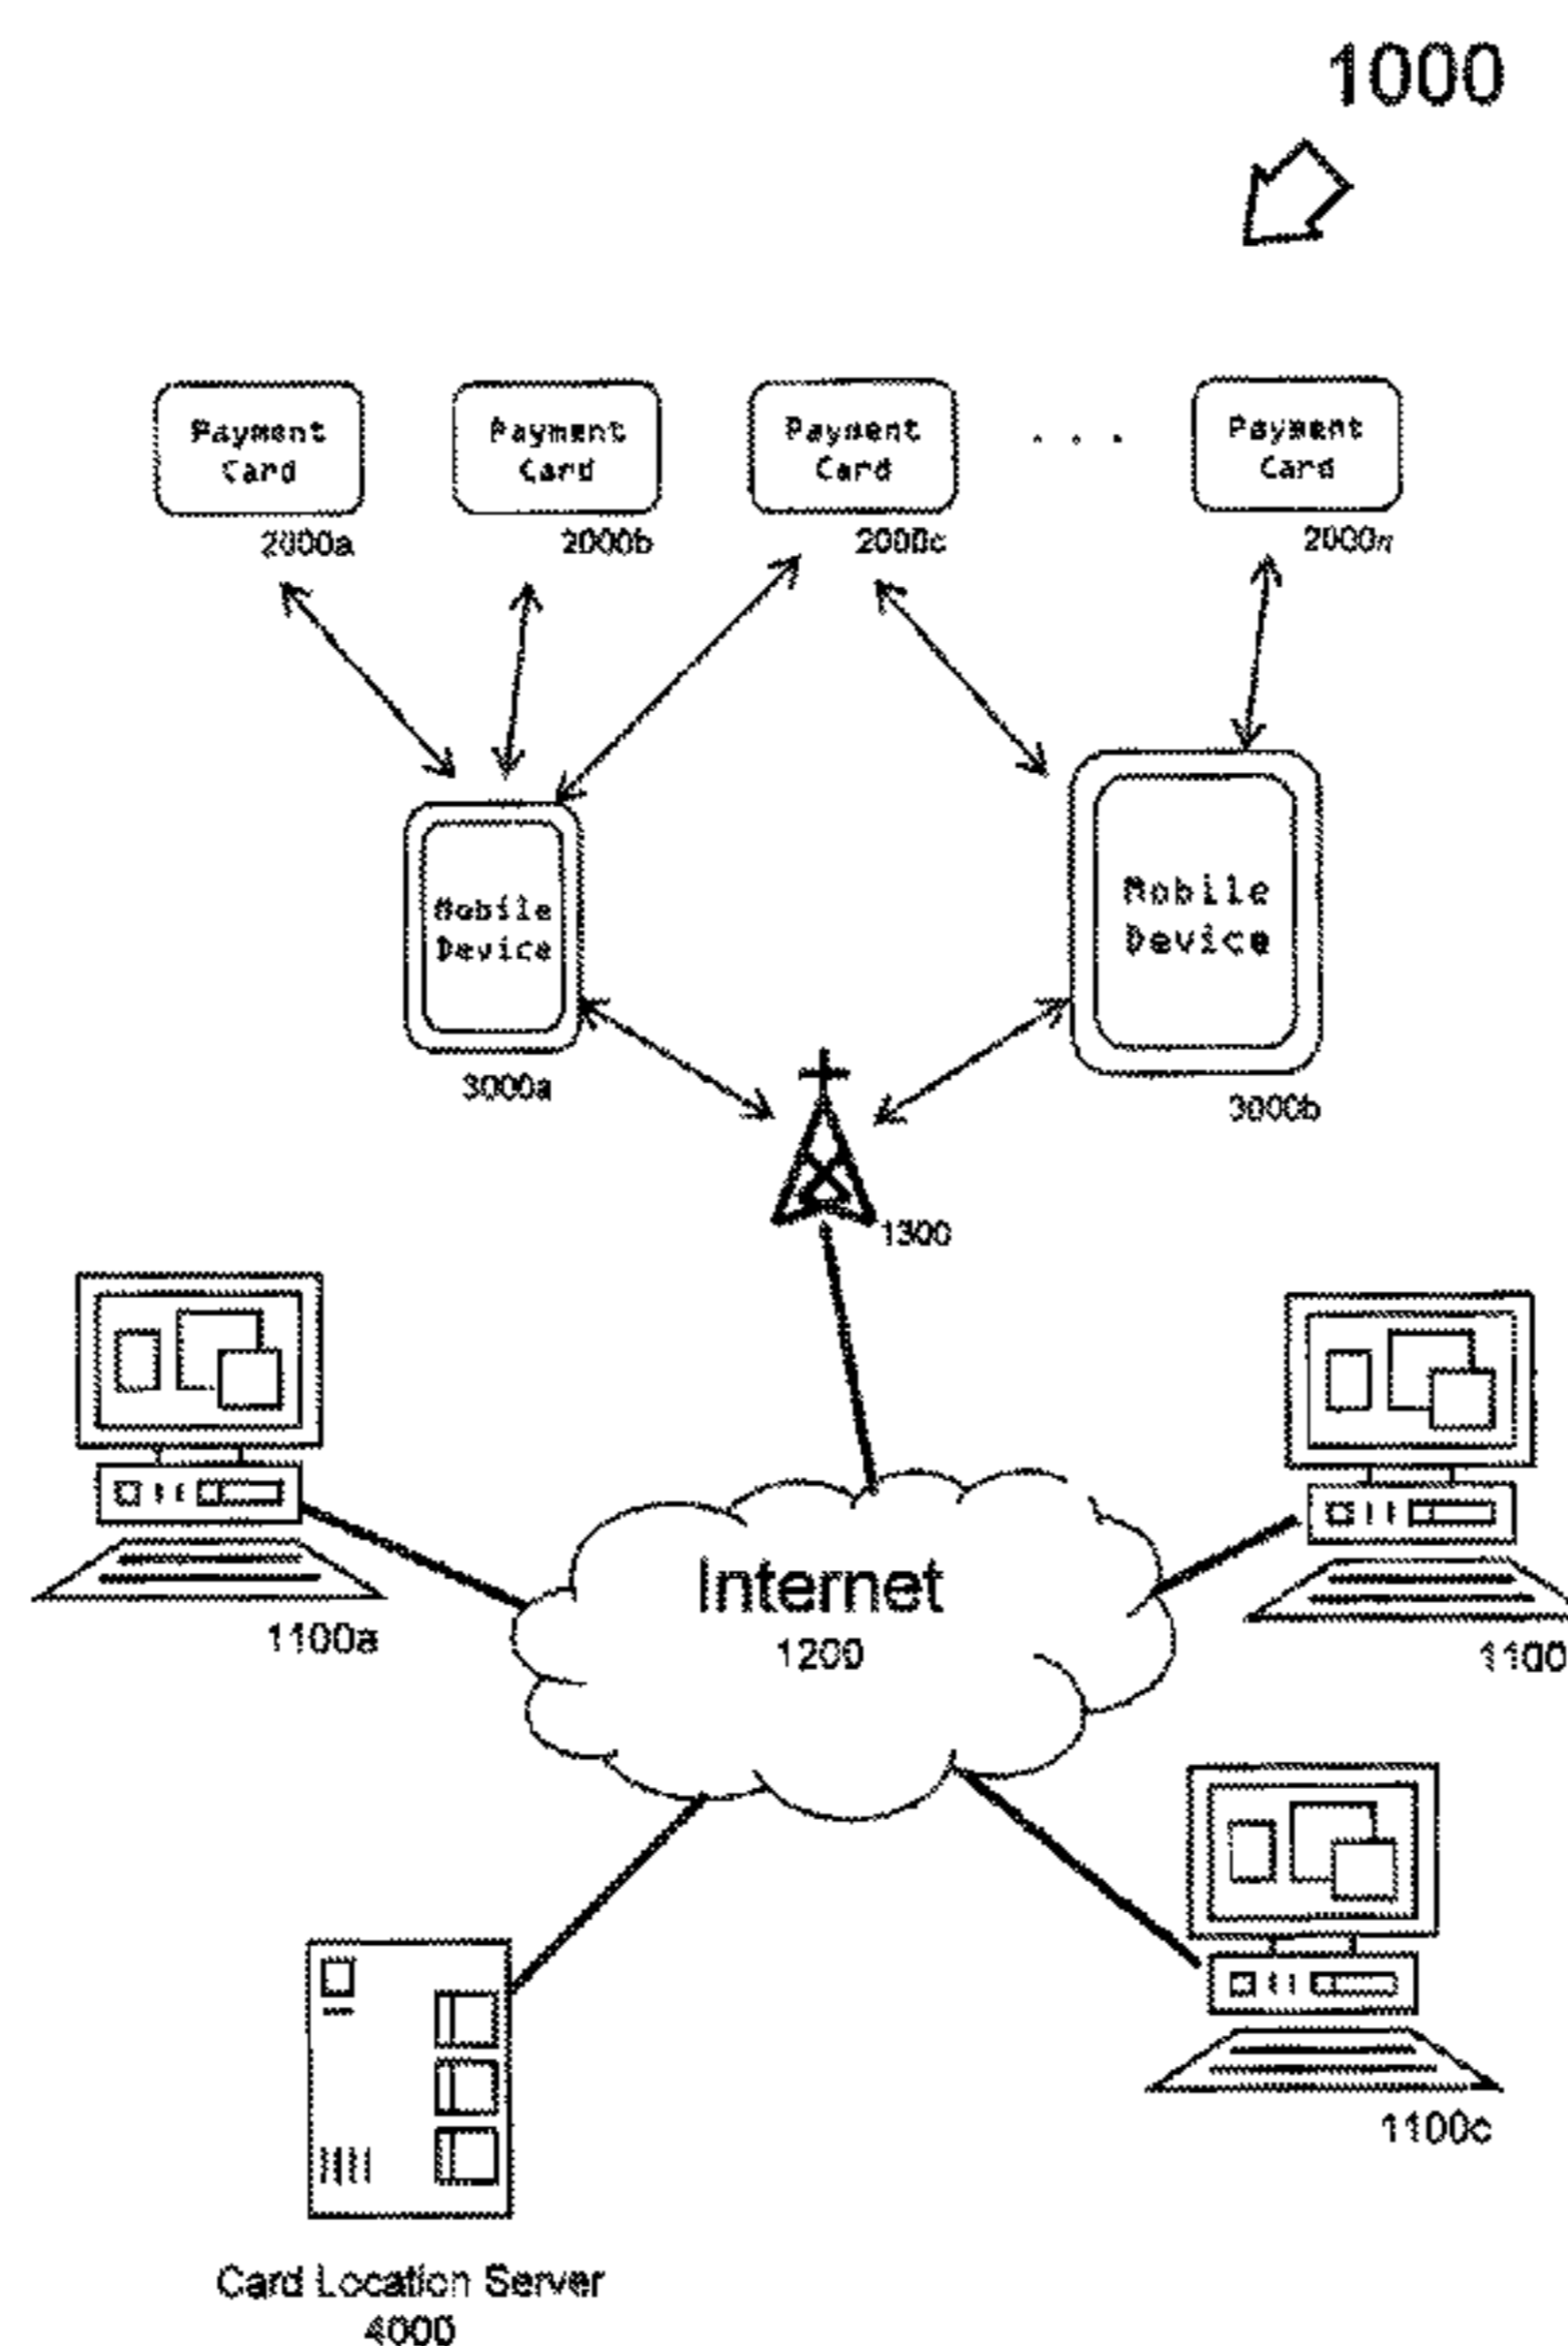 1000
Payment
Card
2000a
Payment
Card
2000b
Payment
Card
2000c
. . .
Payment
Card
2000n
Mobile
Device
3000a
Mobile
Device
3000b
1300
1100a
Internet
1200
1100
1100c
Card Location Server
4000